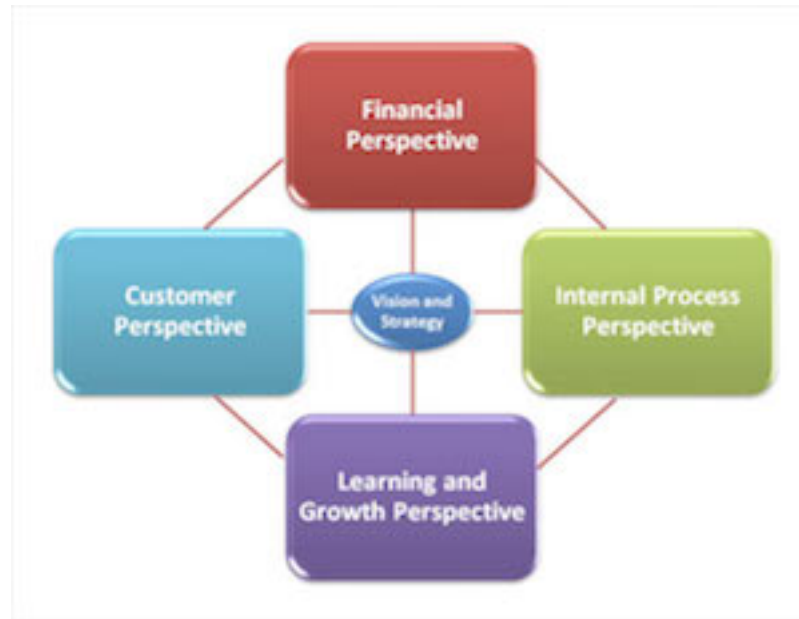 Financial
Perspective
Customer
Perspective
Vision and
Strategy
Internal Process
Perspective
Learning and
Growth Perspective